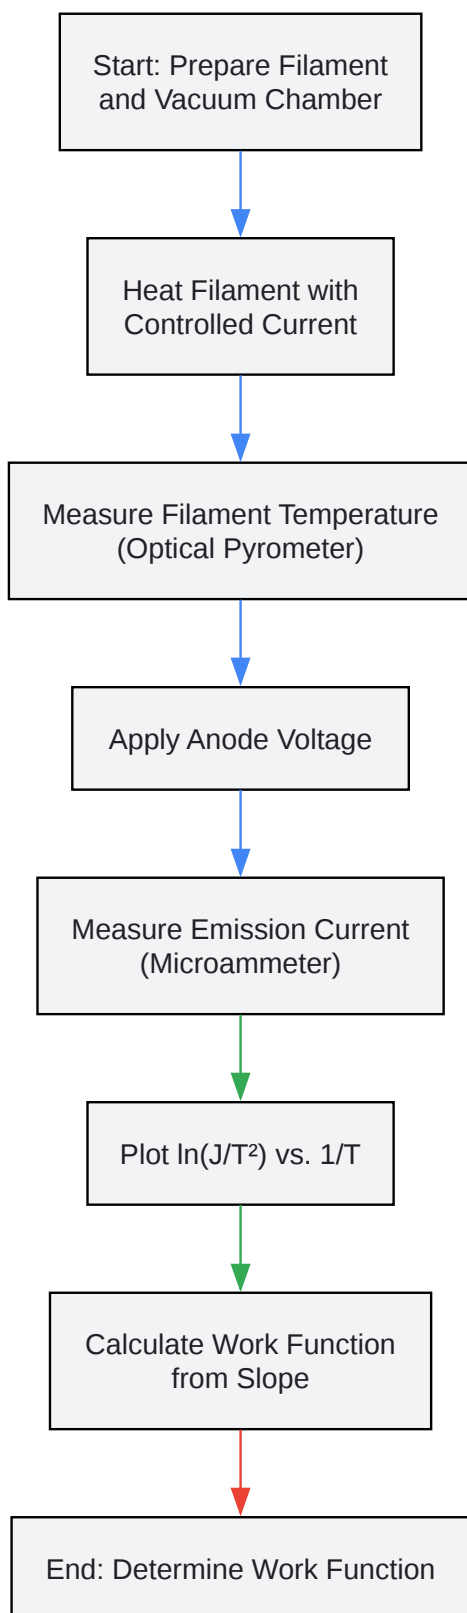 Start: Prepare Filament
and Vacuum Chamber
Heat Filament with
Controlled Current
Measure Filament Temperature
(Optical Pyrometer)
Apply Anode Voltage
Measure Emission Current
(Microammeter)
Plot ln(J/T²) vs. 1/T
Calculate Work Function
from Slope
End: Determine Work Function